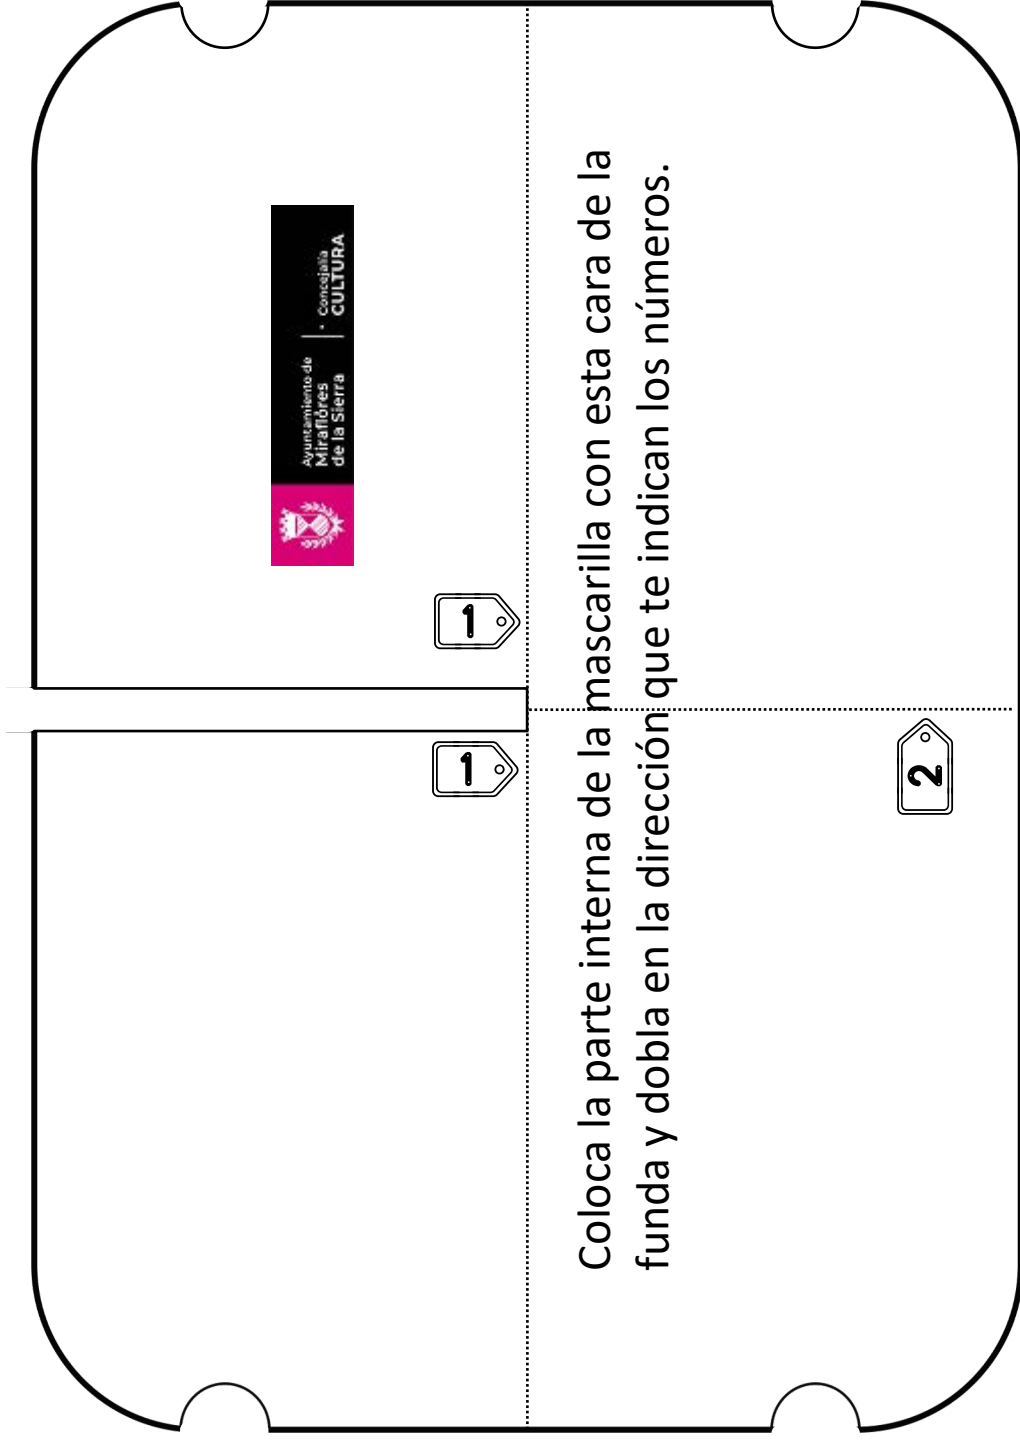 Ayuntamiento de
Miraflores
de la Sierra
Concejalía
CULTURA
1
1
Coloca la parte interna de la mascarilla con esta cara de la
funda y dobla en la dirección que te indican los números.
2